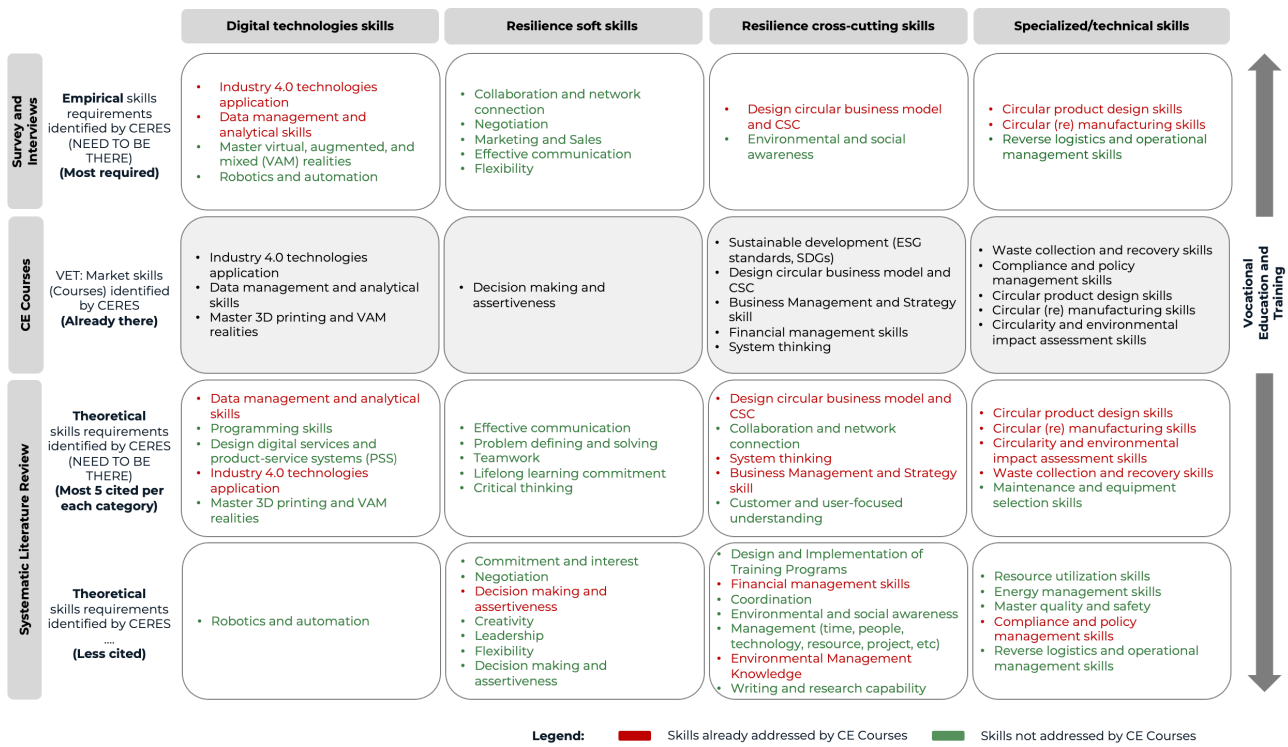 Digital technologies skills
Resilience soft skills
Resilience cross-cutting skills
Specialized/technical skills
Survey and
Interviews
Empirical skills
requirements
identified by CERES
(NEED TO BE
THERE)
(Most required)
• Industry 4.0 technologies
application
• Data management and
analytical skills
• Master virtual, augmented, and
mixed (VAM) realities
• Robotics and automation
• Collaboration and network
connection
• Negotiation
• Marketing and Sales
• Effective communication
• Flexibility
• Design circular business model
and CSC
• Environmental and social
awareness
• Circular product design skills
• Circular (re) manufacturing skills
• Reverse logistics and operational
management skills
CE Courses
VET: Market skills
(Courses) identified
by CERES
(Already there)
• Industry 4.0 technologies
application
• Data management and analytical
skills
• Master 3D printing and VAM
realities
• Decision making and
assertiveness
• Sustainable development (ESG
standards, SDGs)
• Design circular business model and
CSC
• Business Management and Strategy
skill
• Financial management skills
• System thinking
• Waste collection and recovery skills
• Compliance and policy
management skills
• Circular product design skills
• Circular (re) manufacturing skills
• Circularity and environmental
impact assessment skills
Vocational
Education and
Training
Systematic Literature Review
Theoretical
skills requirements
identified by CERES
(NEED TO BE
THERE)
(Most 5 cited per
each category)
• Data management and analytical
skills
• Programming skills
• Design digital services and
product-service systems (PSS)
• Industry 4.0 technologies
application
• Master 3D printing and VAM
realities
• Effective communication
• Problem defining and solving
• Teamwork
• Lifelong learning commitment
• Critical thinking
• Design circular business model and
CSC
• Collaboration and network
connection
• System thinking
• Business Management and Strategy
skill
• Customer and user-focused
understanding
• Circular product design skills
• Circular (re) manufacturing skills
• Circularity and environmental
impact assessment skills
• Waste collection and recovery skills
• Maintenance and equipment
selection skills
Theoretical
skills requirements
identified by CERES
....
(Less cited)
• Robotics and automation
• Commitment and interest
• Negotiation
• Decision making and
assertiveness
• Creativity
• Leadership
• Flexibility
• Decision making and
assertiveness
• Design and Implementation of
Training Programs
• Financial management skills
• Coordination
• Environmental and social awareness
• Management (time, people,
technology, resource, project, etc)
• Environmental Management
Knowledge
• Writing and research capability
• Resource utilization skills
• Energy management skills
• Master quality and safety
• Compliance and policy
management skills
• Reverse logistics and operational
management skills
Legend:
Skills already addressed by CE Courses
Skills not addressed by CE Courses